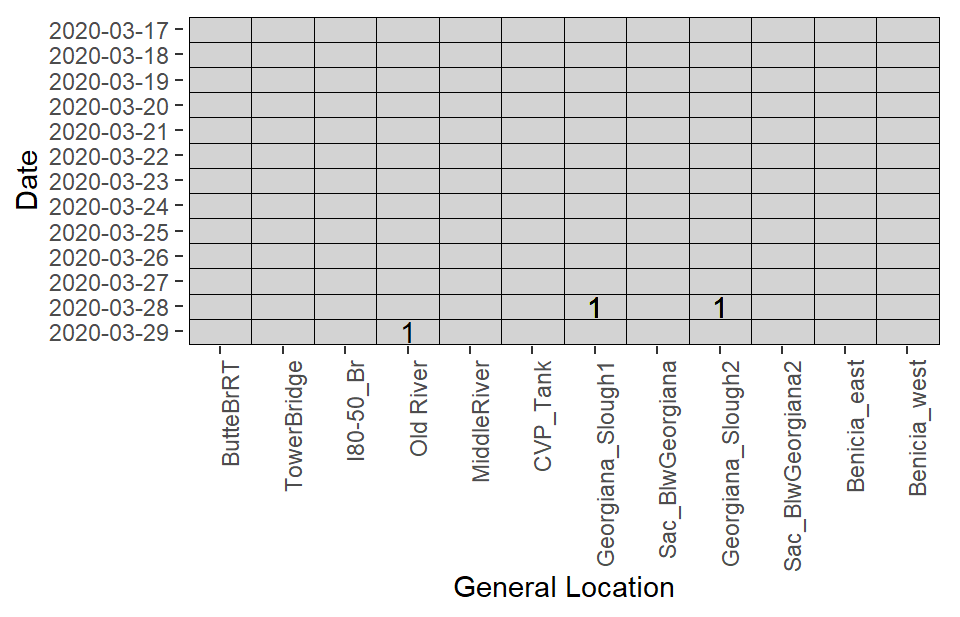 Date
2020-03-17
2020-03-18
2020-03-19
2020-03-20
2020-03-21
2020-03-22
2020-03-23
2020-03-24
2020-03-25
2020-03-26
2020-03-27
2020-03-28
1
1
2020-03-29
1
ButteBrRT
TowerBridge
I80-50_Br
Old River
MiddleRiver
CVP_Tank
Georgiana_Slough1
Sac_BlwGeorgiana
Georgiana_Slough2
Sac_BlwGeorgiana2
Benicia_east
Benicia_west
General Location